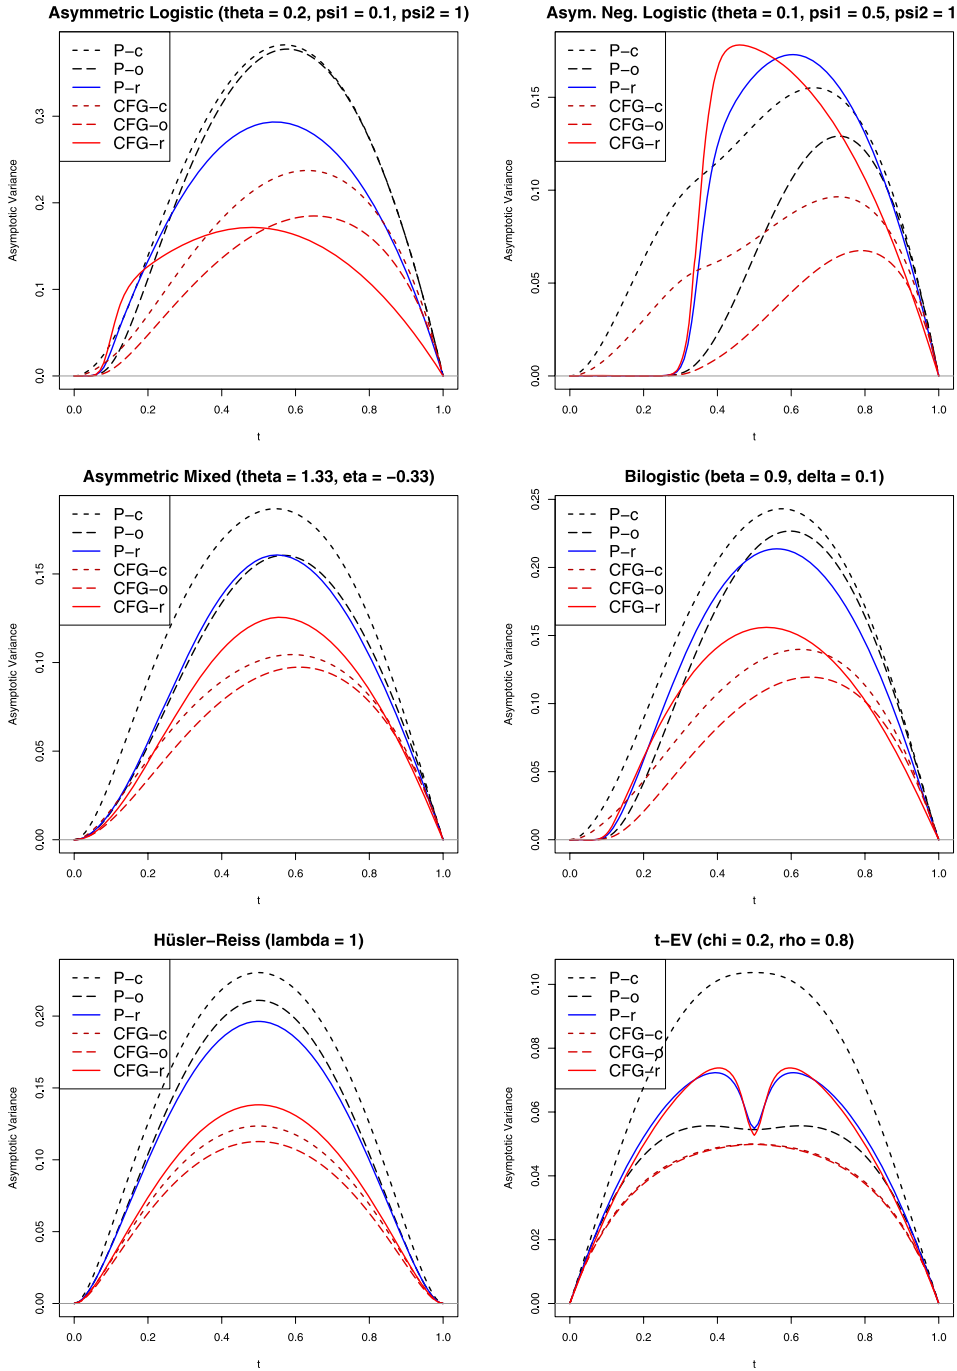 Asymmetric Logistic (theta = 0.2, psi1 = 0.1, psi2 = 1)
P−c
P−o
P−r
CFG−c
CFG−o
CFG−r
Asymptotic Variance
0.0 0.1 0.2 0.3
0.0 0.2 0.4 0.6 0.8 1.0
t
Asym. Neg. Logistic (theta = 0.1, psi1 = 0.5, psi2 = 1
P−c
P−o
P−r
CFG−c
CFG−o
CFG−r
Asymptotic Variance
0.00 0.05 0.10 0.15
0.0 0.2 0.4 0.6 0.8 1.0
t
Asymmetric Mixed (theta = 1.33, eta = −0.33)
P−c
P−o
P−r
CFG−c
CFG−o
CFG−r
Asymptotic Variance
0.00 0.05 0.10 0.15
0.0 0.2 0.4 0.6 0.8 1.0
t
Bilogistic (beta = 0.9, delta = 0.1)
P−c
P−o
P−r
CFG−c
CFG−o
CFG−r
Asymptotic Variance
0.00 0.05 0.10 0.15 0.20 0.25
0.0 0.2 0.4 0.6 0.8 1.0
t
Hüsler−Reiss (lambda = 1)
P−c
P−o
P−r
CFG−c
CFG−o
CFG−r
Asymptotic Variance
0.00 0.05 0.10 0.15 0.20
0.0 0.2 0.4 0.6 0.8 1.0
t
t−EV (chi = 0.2, rho = 0.8)
P−c
P−o
P−r
CFG−c
CFG−o
CFG−r
Asymptotic Variance
0.00 0.02 0.04 0.06 0.08 0.10
0.0 0.2 0.4 0.6 0.8 1.0
t